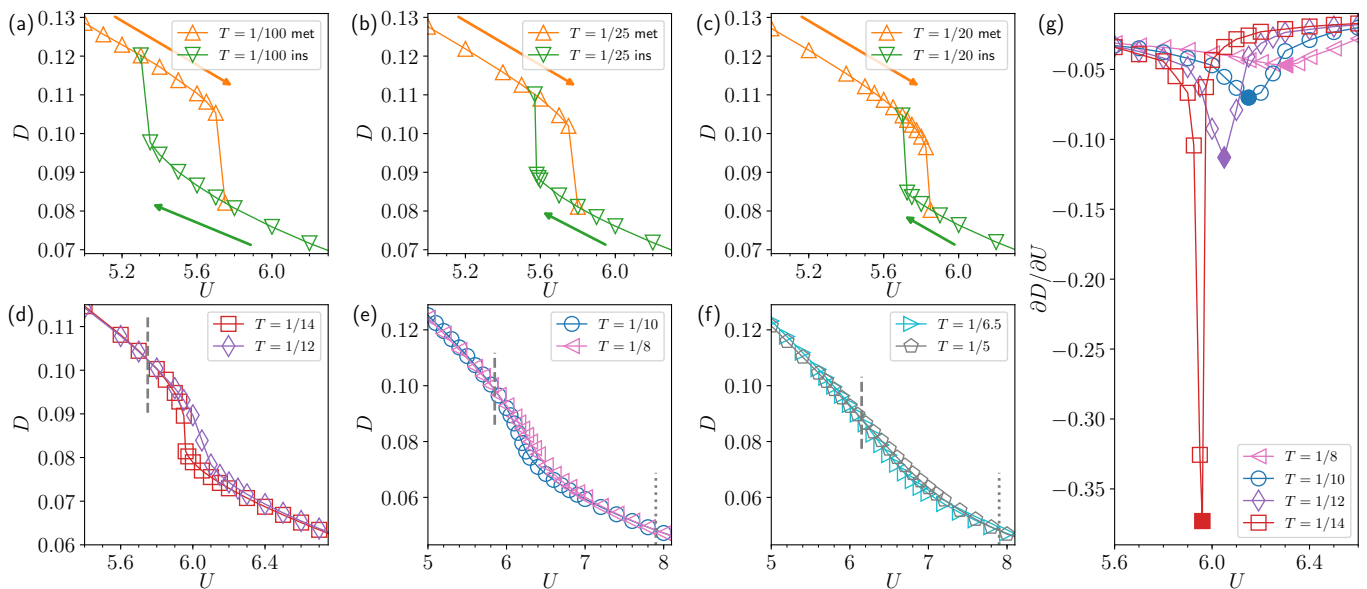 (a)
0.13
0.12
0.11
0.10
0.09
0.08
0.07
D
5.2
5.6
6.0
U
T = 1/100 met
T = 1/100 ins
(b)
0.13
0.12
0.11
0.10
0.09
0.08
0.07
D
5.2
5.6
6.0
U
T = 1/25 met
T = 1/25 ins
(c)
0.13
0.12
0.11
0.10
0.09
0.08
0.07
D
5.2
5.6
6.0
U
T = 1/20 met
T = 1/20 ins
(d)
0.11
0.10
0.09
0.08
0.07
0.06
D
5.6
6.0
6.4
U
T = 1/14
T = 1/12
(e)
0.12
0.10
0.08
0.06
D
5
6
7
8
U
T = 1/10
T = 1/8
(f)
0.12
0.10
0.08
0.06
D
5
6
7
8
U
T = 1/6.5
T = 1/5
(g)
−0.05
−0.10
−0.15
−0.20
−0.25
−0.30
−0.35
∂D/∂U
5.6
6.0
6.4
U
T = 1/8
T = 1/10
T = 1/12
T = 1/14